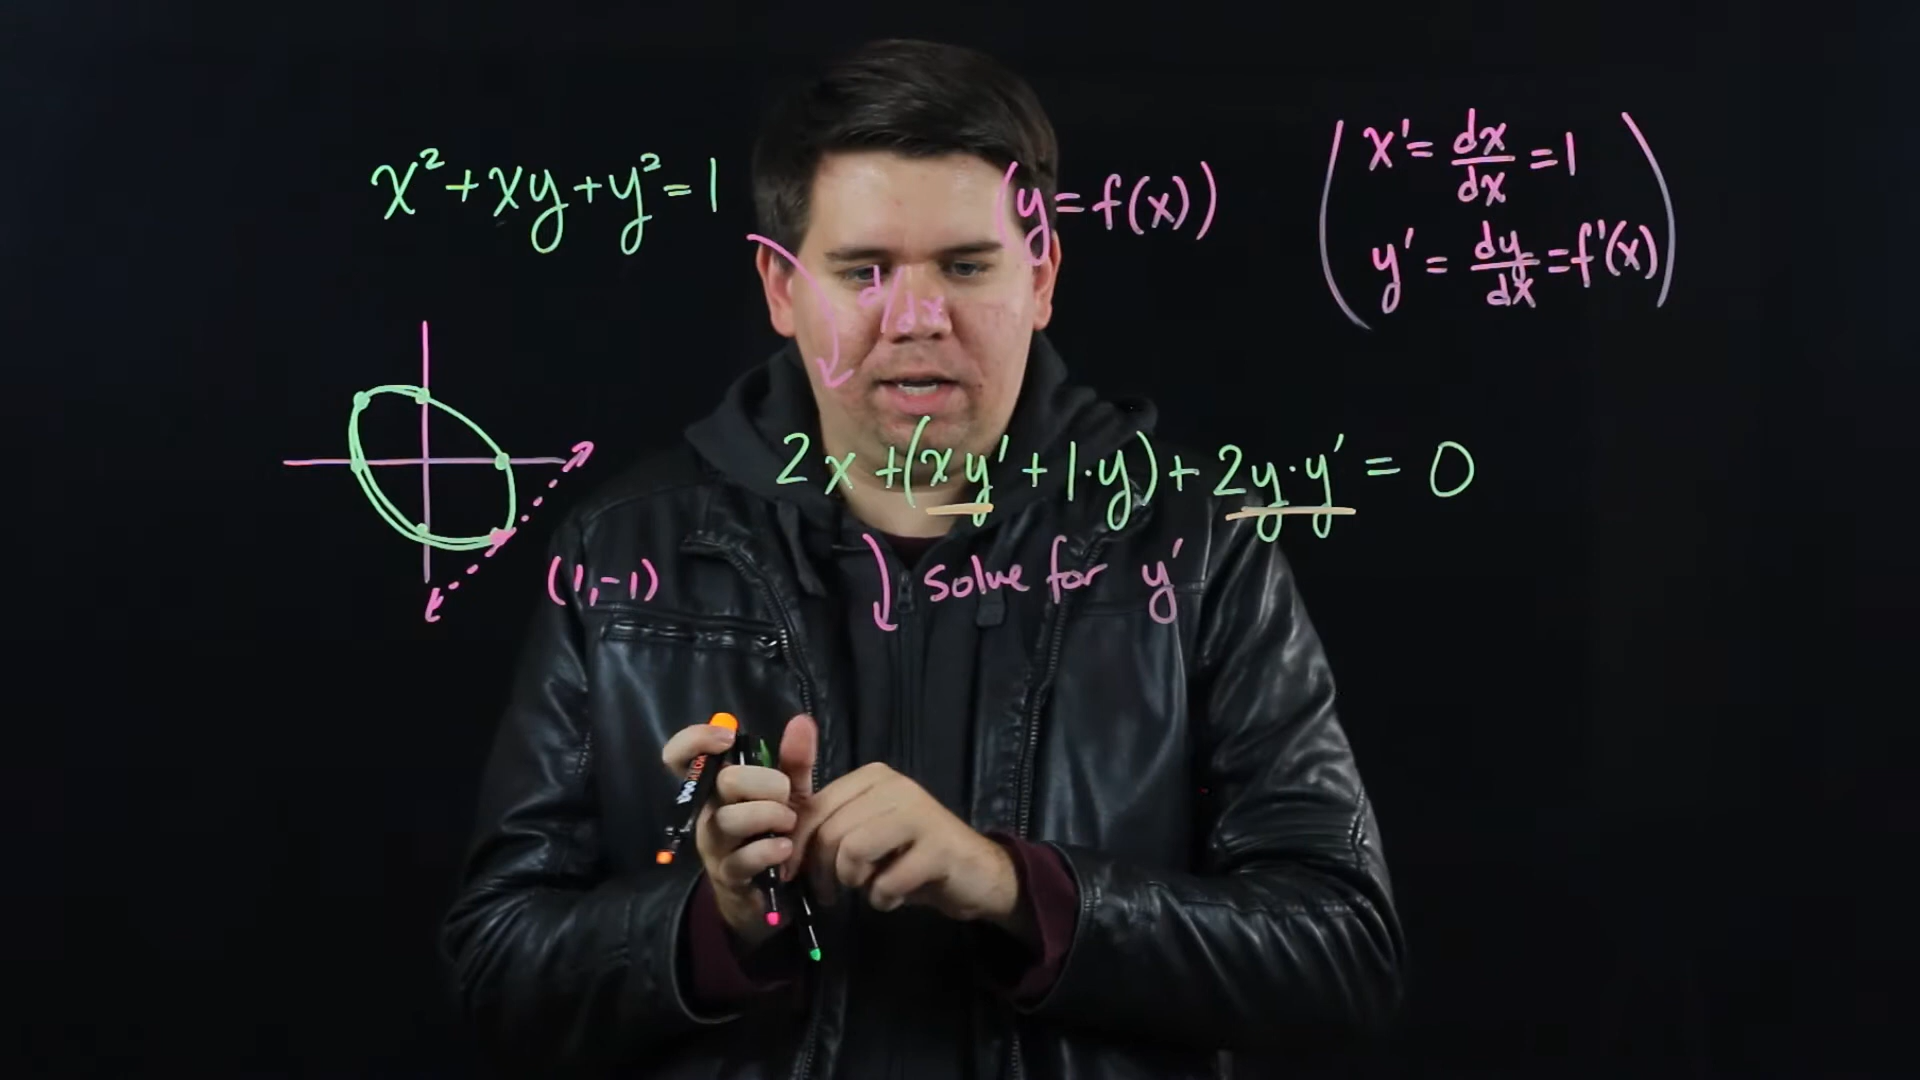 x² + xy + y² = 1
(y = f(x))
(x' = dx/dx = 1
y' = dy/dx = f'(x))
d/dx
2x + (xy' + 1·y) + 2y·y' = 0
(1,-1)
solve for y'